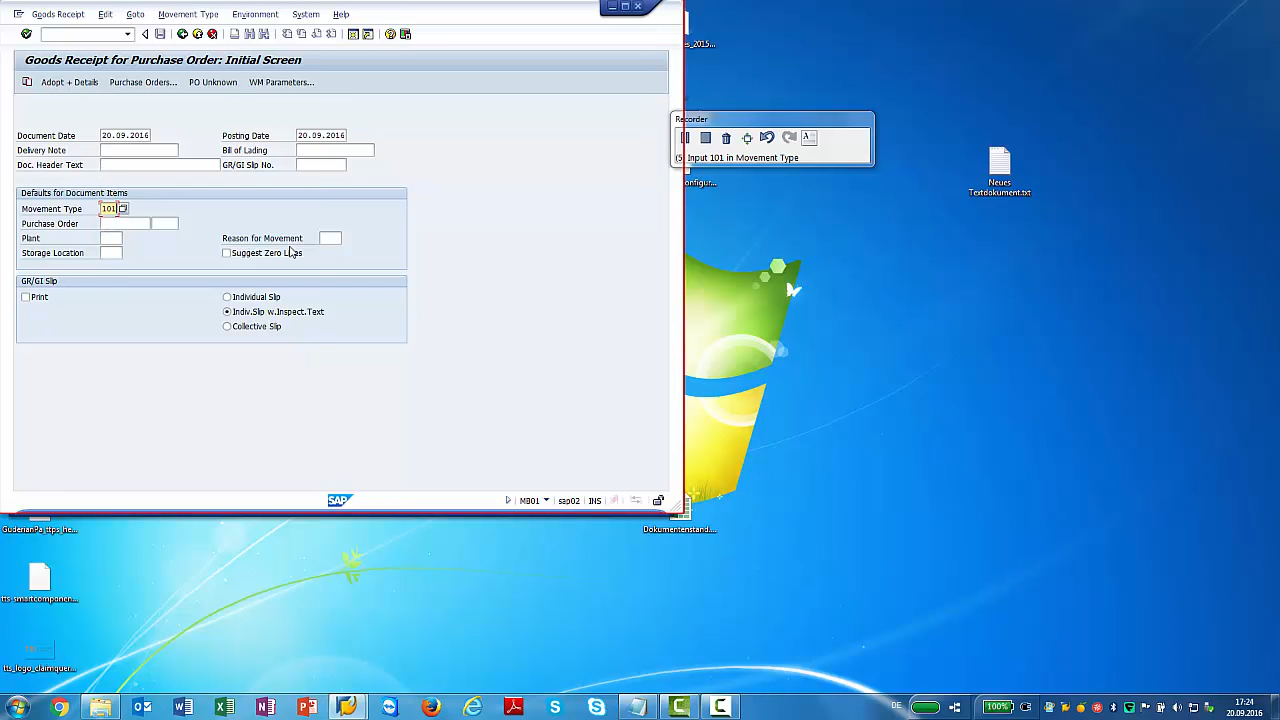 Goods Receipt Edit Goto Movement Type Environment System Help
Goods Receipt for Purchase Order: Initial Screen
Adopt + Details Purchase Orders... PO Unknown WM Parameters...
Document Date 20.09.2016 Posting Date 20.09.2016
Delivery Note Bill of Lading
Doc. Header Text GR/GI Slip No.
Defaults for Document Items
Movement Type 101
Purchase Order
Plant Reason for Movement
Storage Location Suggest Zero Lines
GR/GI Slip
Print Individual Slip
Indiv.Slip w.Inspect.Text
Collective Slip
SAP MB01 sap02 INS
Recorder
(5) Input 101 in Movement Type
Neues
Textdokument.txt
Dokumentenstand...
tts-smartcomponen...
tts_logo_claimquer...
DE 100% 17:24
20.09.2016